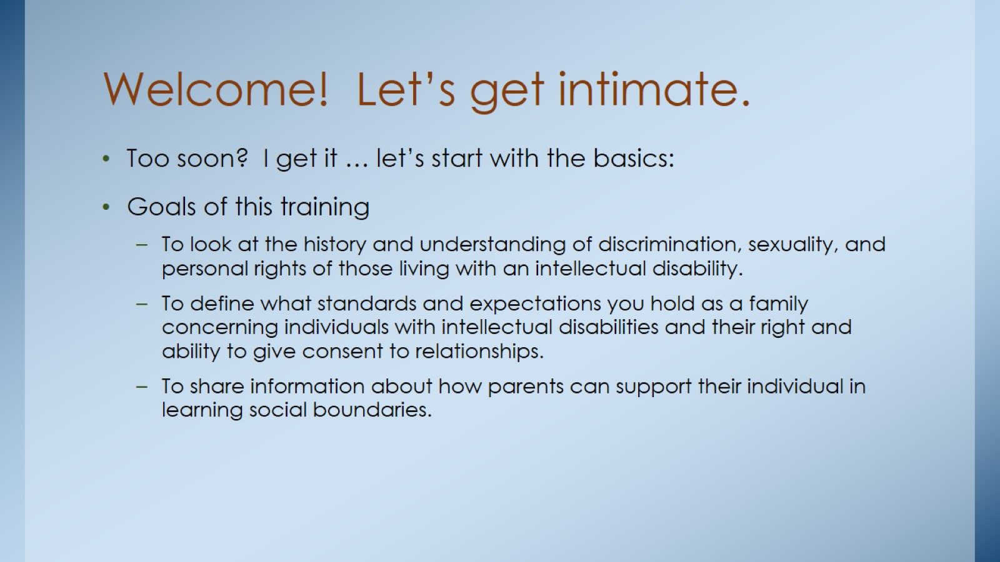 Welcome!  Let’s get intimate.
• Too soon?  I get it … let’s start with the basics:
• Goals of this training
– To look at the history and understanding of discrimination, sexuality, and
personal rights of those living with an intellectual disability.
– To define what standards and expectations you hold as a family
concerning individuals with intellectual disabilities and their right and
ability to give consent to relationships.
– To share information about how parents can support their individual in
learning social boundaries.